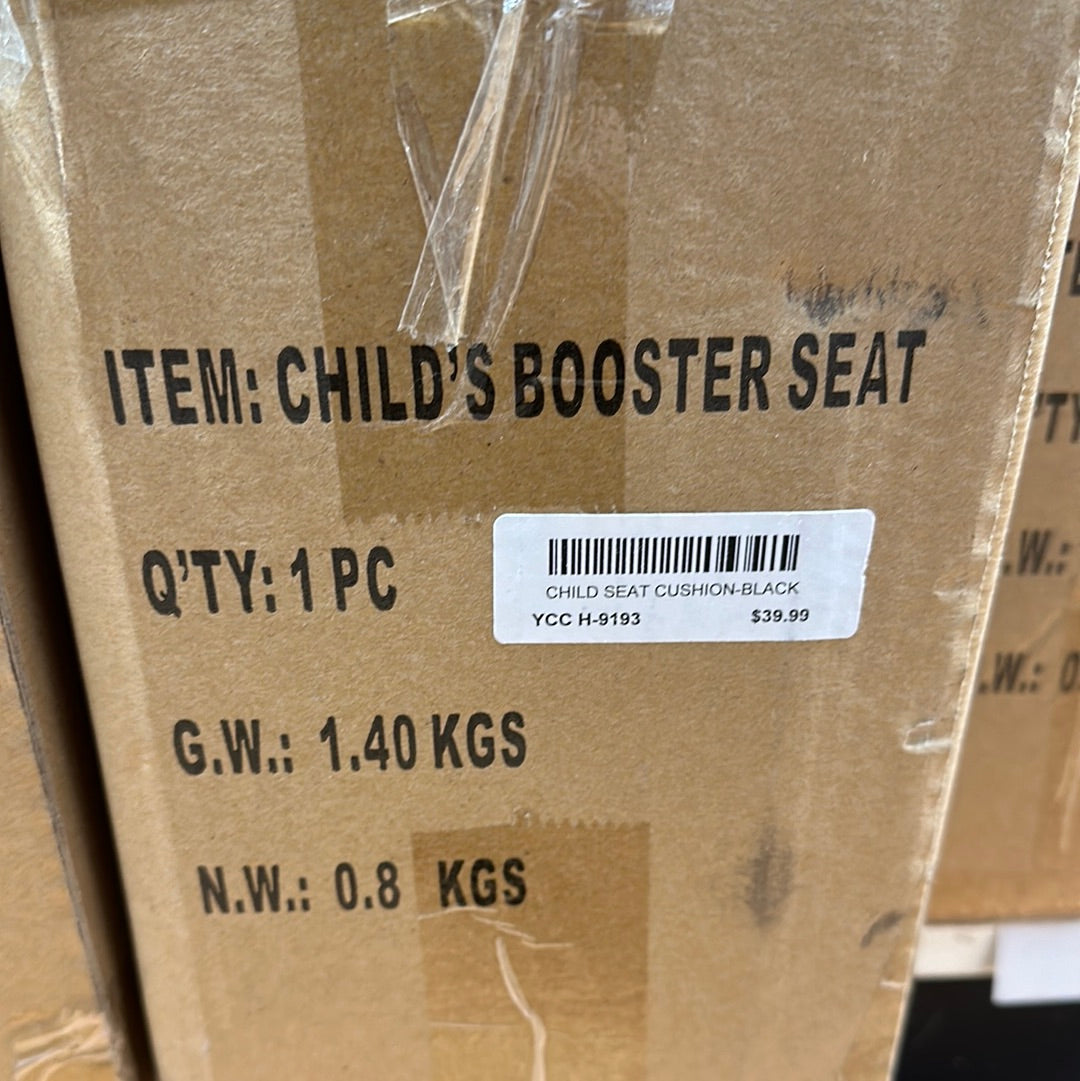 ITEM: CHILD'S BOOSTER SEAT
Q'TY: 1 PC
CHILD SEAT CUSHION-BLACK
YCC H-9193 $39.99
G.W.: 1.40 KGS
N.W.: 0.8 KGS